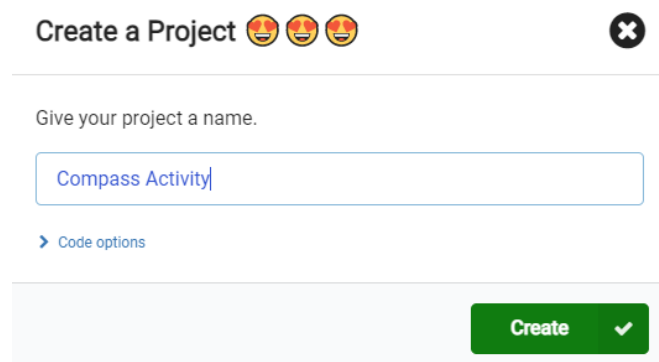 Create a Project 😍 😍 😍
Give your project a name.
Compass Activity
Code options
Create